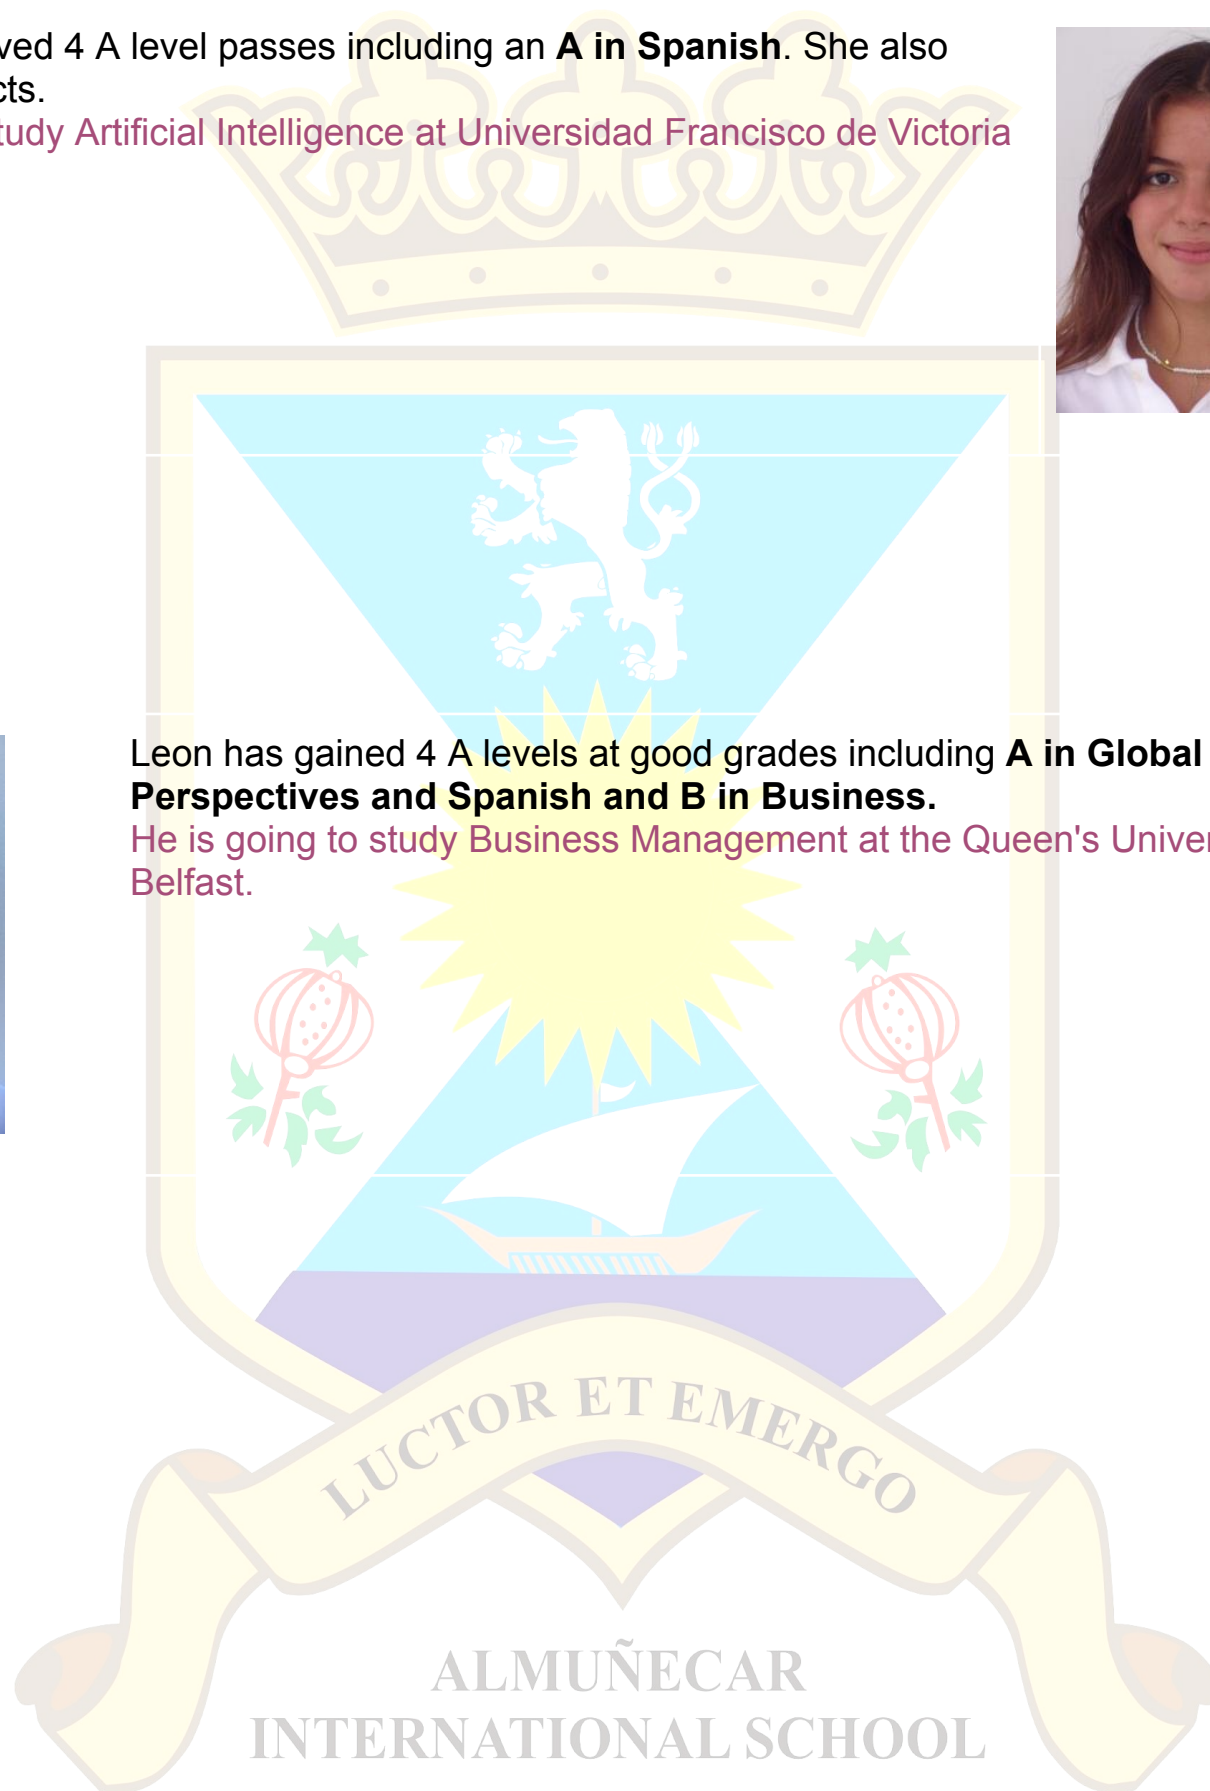 ved 4 A level passes including an A in Spanish. She also
cts.
tudy Artificial Intelligence at Universidad Francisco de Victoria
Leon has gained 4 A levels at good grades including A in Global
Perspectives and Spanish and B in Business.
He is going to study Business Management at the Queen's Univer
Belfast.
LUCTOR ET EMERGO
ALMUÑECAR
INTERNATIONAL SCHOOL